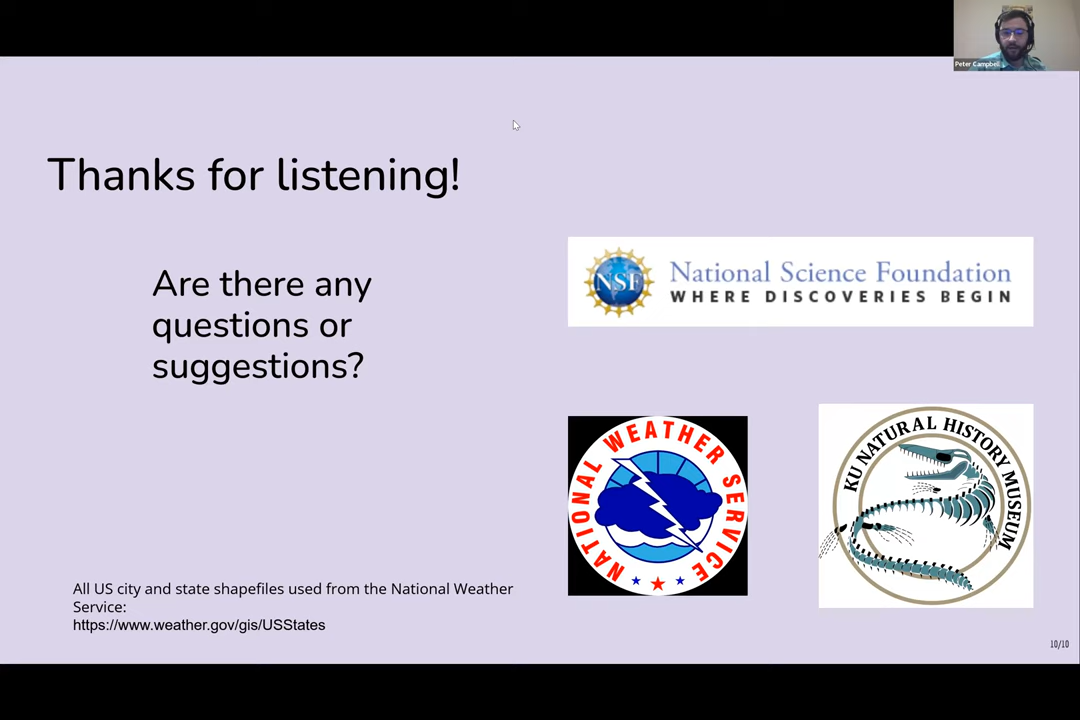 Peter Campbell
Thanks for listening!
Are there any
questions or
suggestions?
NSF
National Science Foundation
WHERE DISCOVERIES BEGIN
NATIONAL WEATHER SERVICE
KU NATURAL HISTORY MUSEUM
All US city and state shapefiles used from the National Weather
Service:
https://www.weather.gov/gis/USStates
10/10